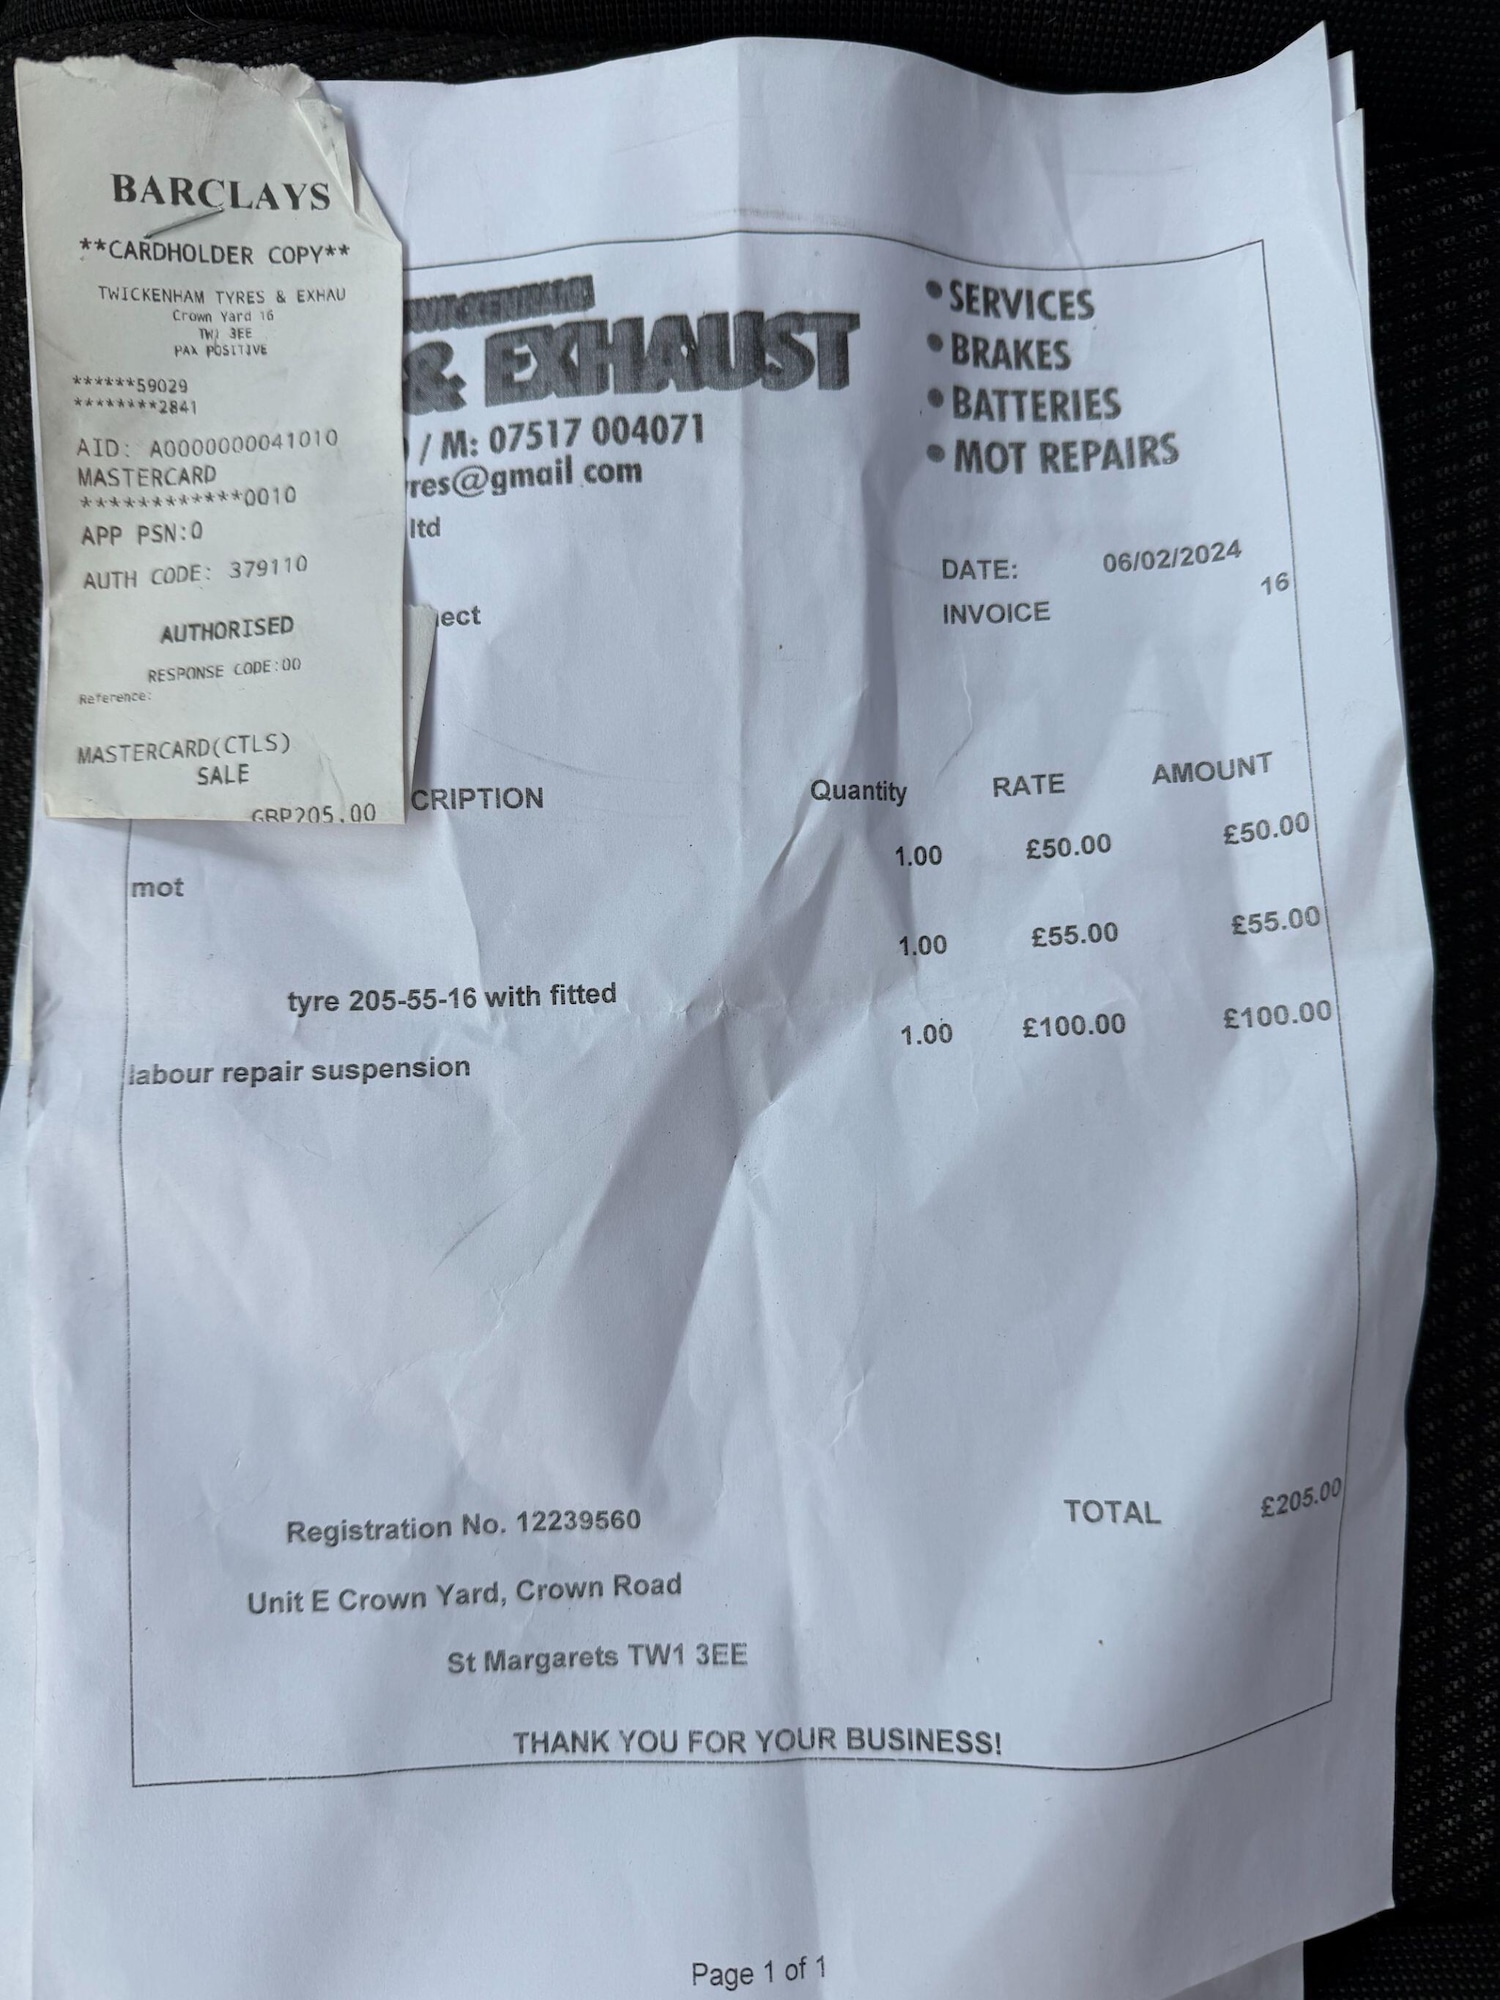 BARCLAYS
**CARDHOLDER COPY**
TWICKENHAM TYRES & EXHAU
Crown Yard 16
TW1 3EE
PAX POSITIVE
******59029
********2841
AID: A0000000041010
MASTERCARD
************0010
APP PSN:0
AUTH CODE: 379110
AUTHORISED
RESPONSE CODE:00
Reference:
MASTERCARD(CTLS)
SALE
GBP205.00
& EXHAUST
/ M: 07517 004071
res@gmail.com
ltd
ect
• SERVICES
• BRAKES
• BATTERIES
• MOT REPAIRS
DATE: 06/02/2024
INVOICE 16
CRIPTION Quantity RATE AMOUNT
mot 1.00 £50.00 £50.00
tyre 205-55-16 with fitted 1.00 £55.00 £55.00
labour repair suspension 1.00 £100.00 £100.00
Registration No. 12239560
TOTAL £205.00
Unit E Crown Yard, Crown Road
St Margarets TW1 3EE
THANK YOU FOR YOUR BUSINESS!
Page 1 of 1